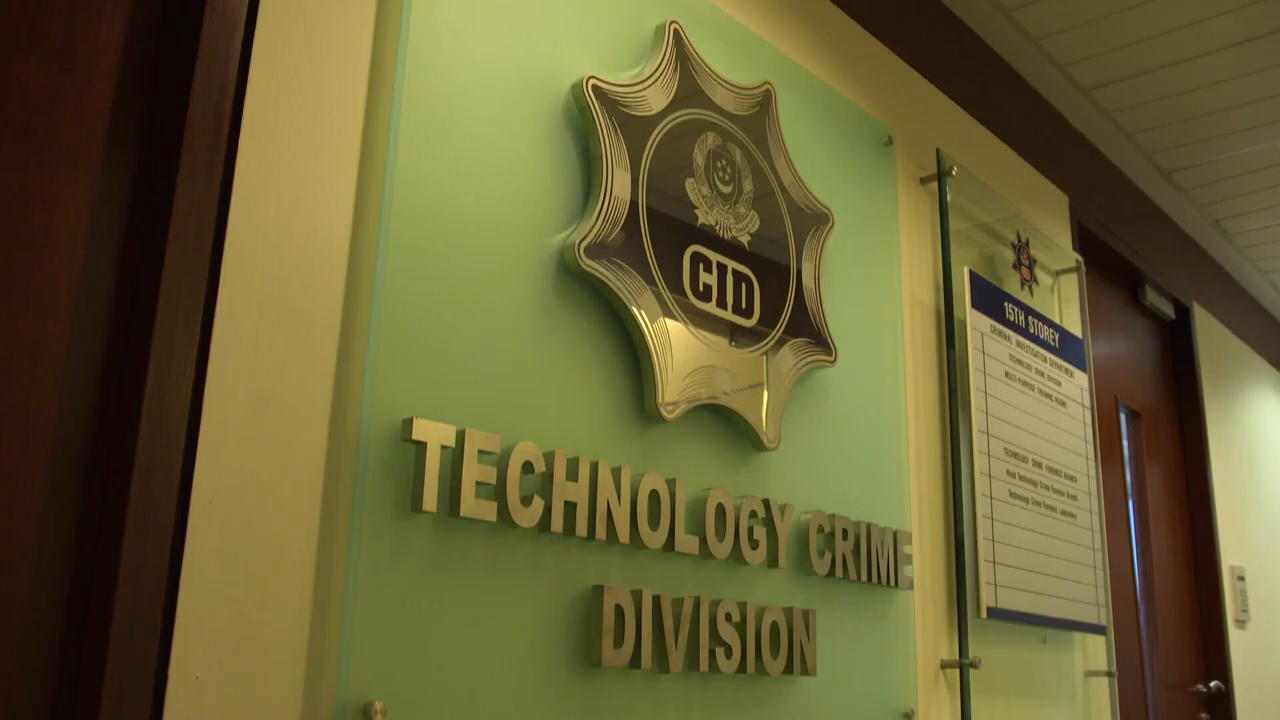 CID
TECHNOLOGY CRIME
DIVISION
15TH STOREY
CRIMINAL INVESTIGATION DEPARTMENT
TECHNOLOGY CRIME DIVISION
MULTI-PURPOSE TRAINING ROOMS
TECHNOLOGY CRIME FORENSIC BRANCH
Head Technology Crime Forensic Branch
Technology Crime Forensic Laboratory